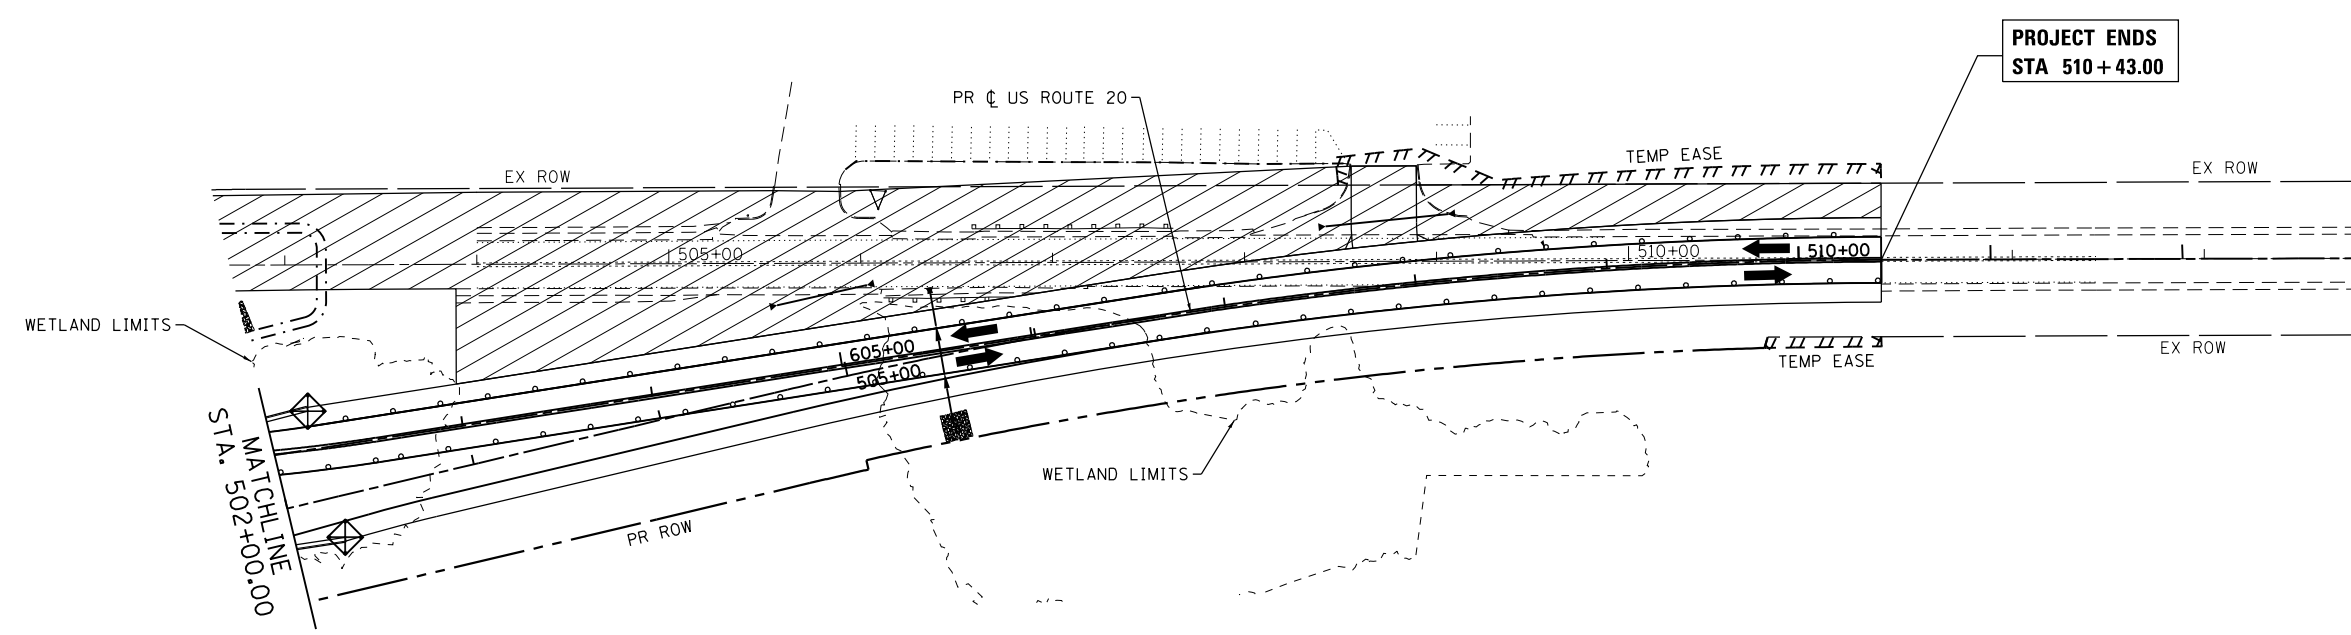 PROJECT ENDS
STA 510+43.00
PR ℄ US ROUTE 20
TEMP EASE
EX ROW
EX ROW
505+00
510+00
510+00
WETLAND LIMITS
605+00
505+00
EX ROW
TEMP EASE
MATCHLINE
STA. 502+00.00
WETLAND LIMITS
PR ROW